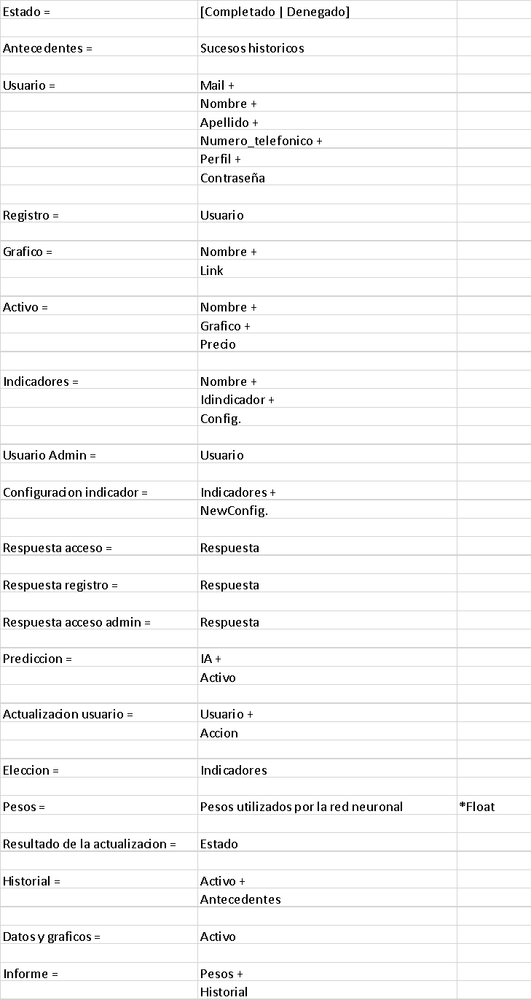 Estado = [Completado | Denegado]
Antecedentes = Sucesos historicos
Usuario = Mail +
Nombre +
Apellido +
Numero_telefonico +
Perfil +
Contraseña
Registro = Usuario
Grafico = Nombre +
Link
Activo = Nombre +
Grafico +
Precio
Indicadores = Nombre +
Idindicador +
Config.
Usuario Admin = Usuario
Configuracion indicador = Indicadores +
NewConfig.
Respuesta acceso = Respuesta
Respuesta registro = Respuesta
Respuesta acceso admin = Respuesta
Prediccion = IA +
Activo
Actualizacion usuario = Usuario +
Accion
Eleccion = Indicadores
Pesos = Pesos utilizados por la red neuronal *Float
Resultado de la actualizacion = Estado
Historial = Activo +
Antecedentes
Datos y graficos = Activo
Informe = Pesos +
Historial